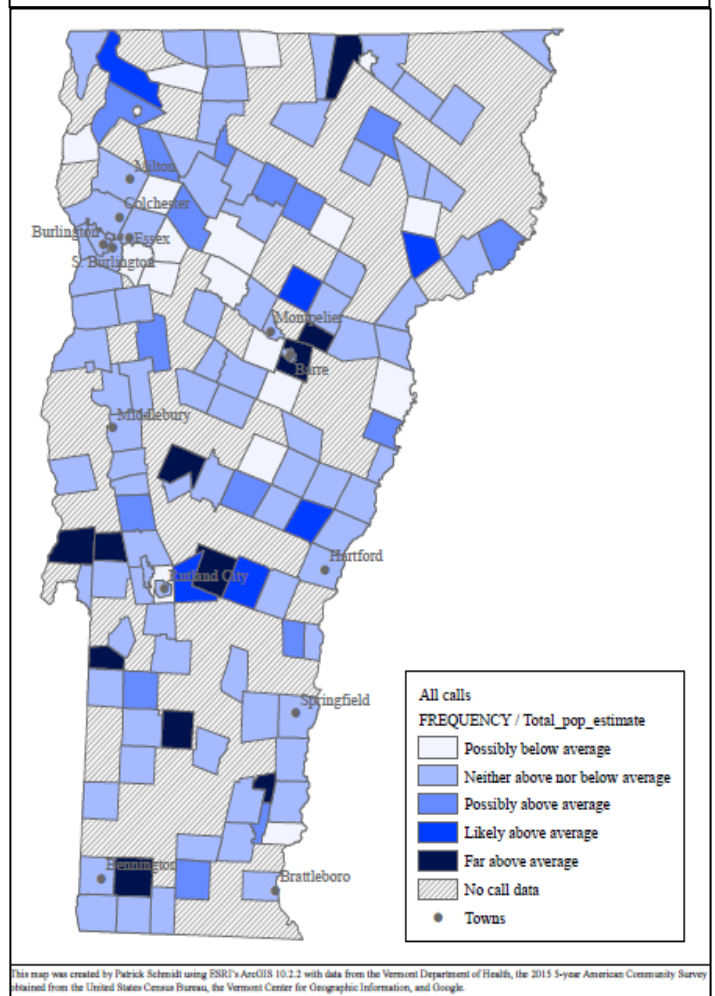 Milton
Colchester
Burlington
Essex
S. Burlington
Montpelier
Barre
Middlebury
Hartford
Rutland City
Springfield
Bennington
Brattleboro
All calls
FREQUENCY / Total_pop_estimate
Possibly below average
Neither above nor below average
Possibly above average
Likely above average
Far above average
No call data
Towns
This map was created by Patrick Schmidt using ESRI's ArcGIS 10.2.2 with data from the Vermont Department of Health, the 2015 5-year American Community Survey
obtained from the United States Census Bureau, the Vermont Center for Geographic Information, and Google.